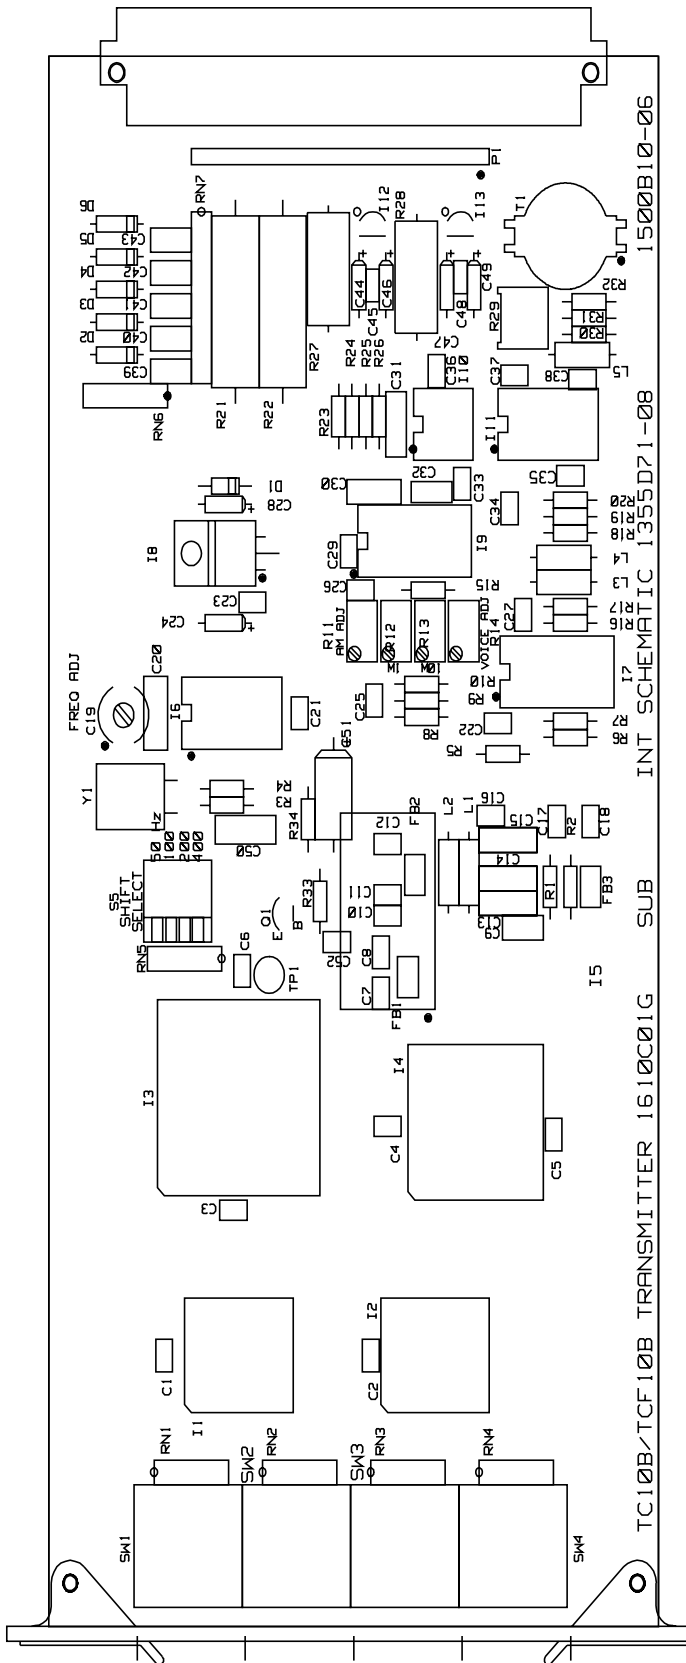 P1
1500B10-06
D6
RN7
I12
R28
I13
T1
D5
C43
D4
C42
D3
C41
D2
C40
C39
C44
C45
C46
C48
C49
R32
R29
R31
R30
R27
R24
R25
R26
C47
C36
I10
C37
C38
L5
RN6
R21
R22
R23
C31
I11
D1
C28
C30
C32
C33
C34
C35
R20
R19
R18
I8
C29
I9
L4
L3
C23
C26
R15
C24
R11
AM ADJ
R12
R13
VOICE ADJ
R14
C27
R17
R16
1M
10M
FREQ ADJ
C19
C20
I6
C21
C25
R10
R9
R8
I7
C22
R7
R6
R5
C51
Y1
R4
R3
C50
R34
C12
FB2
L2
L1
C16
C15
C17
R2
C18
Hz
50
100
200
400
S5
SHIFT
SELECT
C14
Q1
E
B
R33
C11
C10
R1
FB3
C13
C9
RN5
C6
TP1
C52
C8
C7
FB1
I5
I3
I4
C4
C5
C3
I2
C1
C2
I1
RN1
SW2
RN2
SW3
RN3
RN4
SW1
SW4
TC10B/TCF10B TRANSMITTER 1610C01G SUB INT SCHEMATIC 1355D71-08